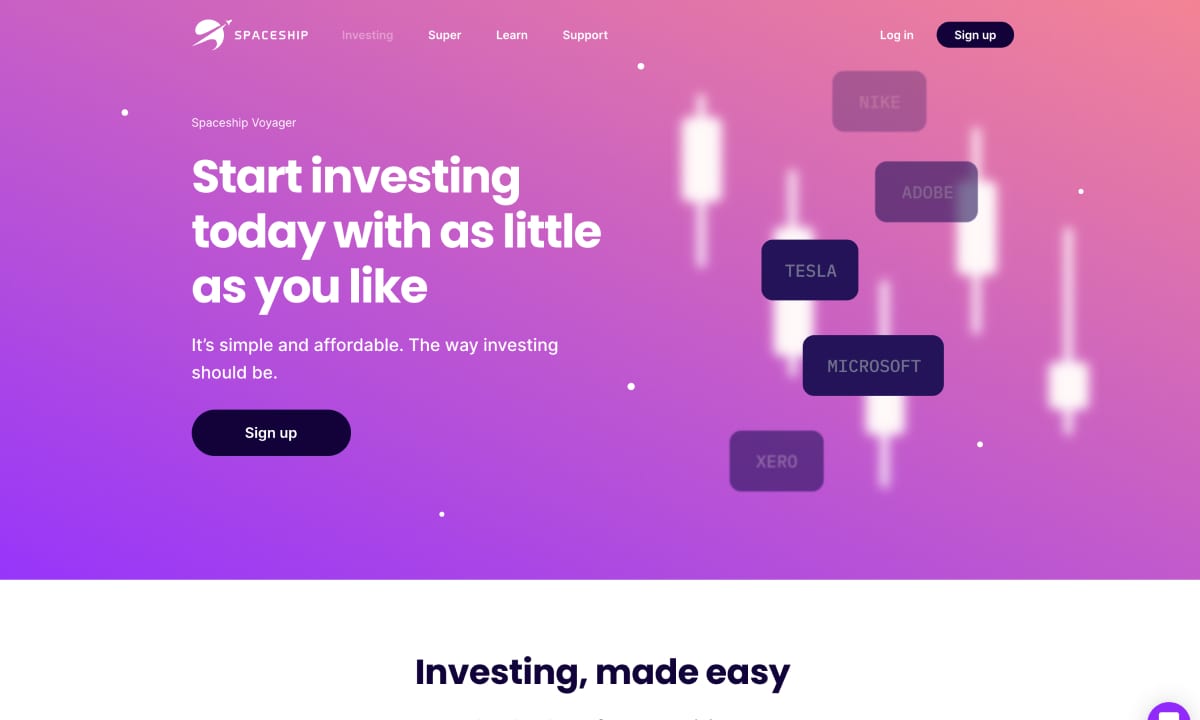 SPACESHIP
Investing
Super
Learn
Support
Log in
Sign up
Spaceship Voyager
Start investing
today with as little
as you like
It’s simple and affordable. The way investing
should be.
Sign up
NIKE
ADOBE
TESLA
MICROSOFT
XERO
Investing, made easy